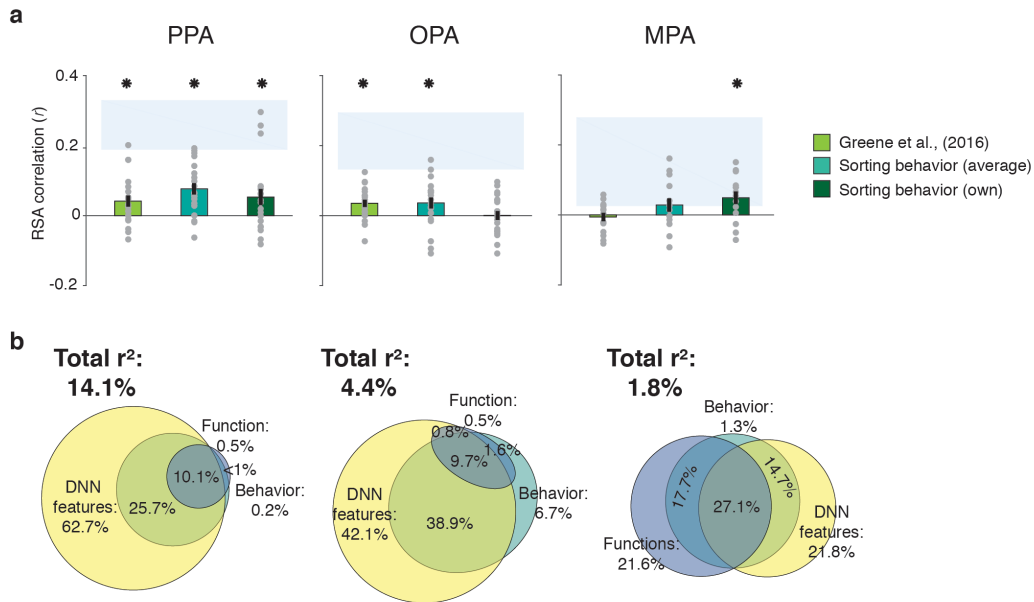 a
PPA
OPA
MPA
RSA correlation (r)
0.4
0.2
0
-0.2
*
*
*
*
*
*
Greene et al., (2016)
Sorting behavior (average)
Sorting behavior (own)
b
Total r²:
14.1%
Function:
0.5%
<1%
10.1%
Behavior:
0.2%
DNN
features:
62.7%
25.7%
Total r²:
4.4%
Function:
0.5%
0.8%
1.6%
9.7%
DNN
features:
42.1%
38.9%
Behavior:
6.7%
Total r²:
1.8%
Behavior:
1.3%
17.7%
14.7%
27.1%
Functions:
21.6%
DNN
features:
21.8%